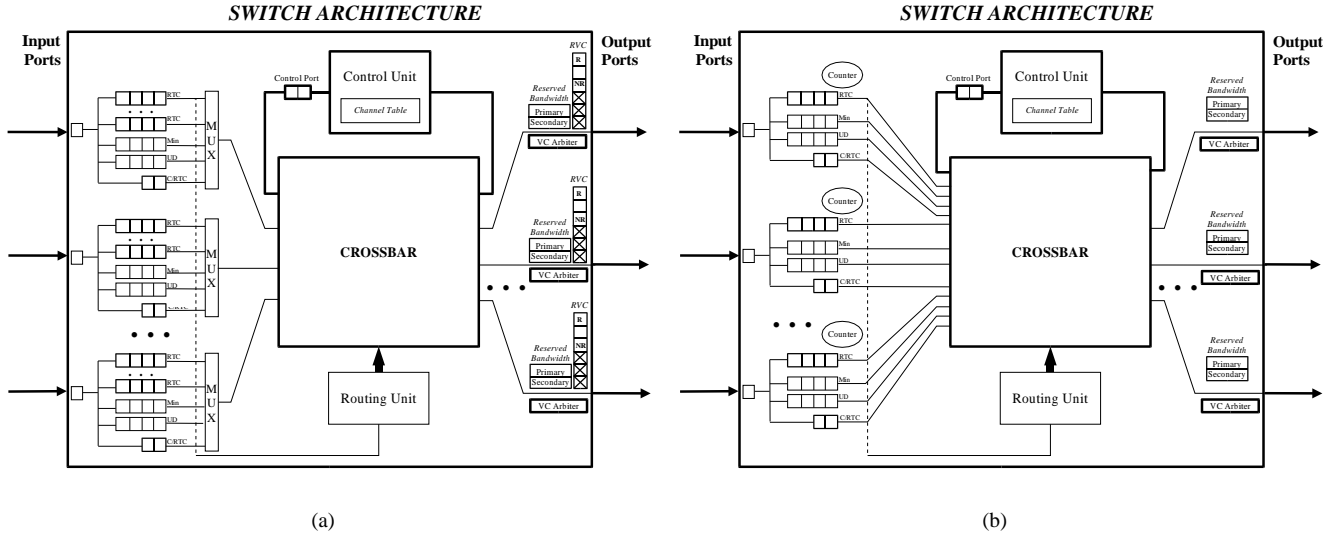 SWITCH ARCHITECTURE
Input Ports
Output Ports
RVC
R
NR
Control Port
Control Unit
Channel Table
Reserved Bandwidth
Primary
Secondary
VC Arbiter
RTC
RTC
Min
UD
C/RTC
MUX
RVC
R
NR
Reserved Bandwidth
Primary
Secondary
VC Arbiter
RTC
RTC
Min
UD
C/RTC
MUX
CROSSBAR
RVC
R
NR
Reserved Bandwidth
Primary
Secondary
VC Arbiter
RTC
RTC
Min
UD
C/RTC
MUX
Routing Unit
(a)
SWITCH ARCHITECTURE
Input Ports
Output Ports
Counter
Control Port
Control Unit
Channel Table
Reserved Bandwidth
Primary
Secondary
VC Arbiter
RTC
Min
UD
C/RTC
Counter
RTC
Min
UD
C/RTC
CROSSBAR
Reserved Bandwidth
Primary
Secondary
VC Arbiter
Counter
RTC
Min
UD
C/RTC
Reserved Bandwidth
Primary
Secondary
VC Arbiter
Routing Unit
(b)